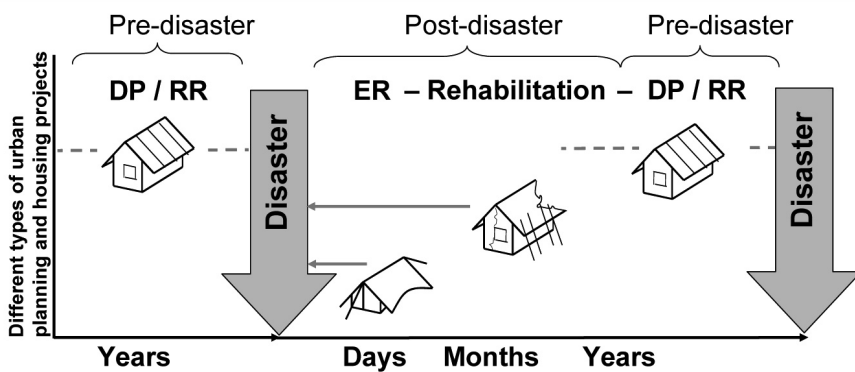 Pre-disaster
Post-disaster
Pre-disaster
DP / RR
ER – Rehabilitation – DP / RR
Disaster
Disaster
Different types of urban
planning and housing projects
Years
Days
Months
Years